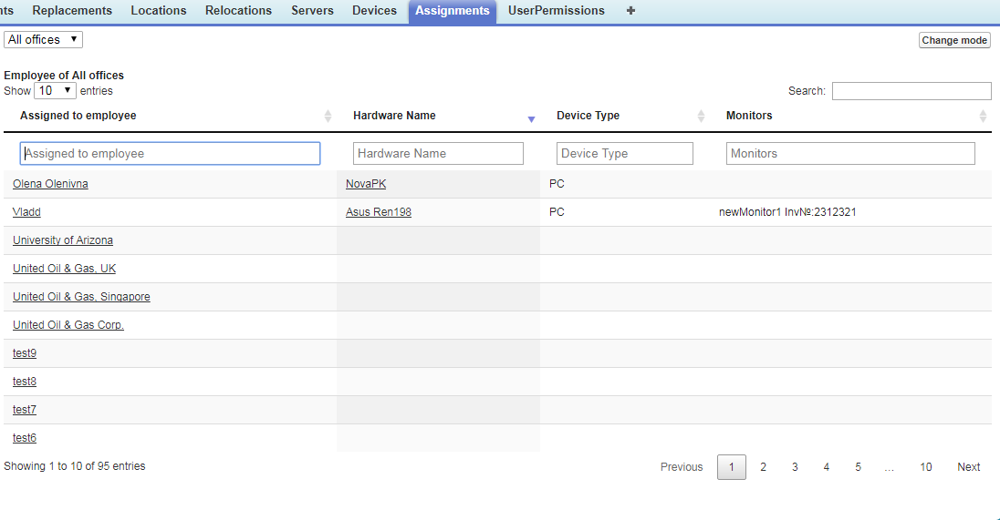 nts Replacements Locations Relocations Servers Devices Assignments UserPermissions +
All offices Change mode
Employee of All offices
Show 10 entries Search:
Assigned to employee Hardware Name Device Type Monitors
Assigned to employee Hardware Name Device Type Monitors
Olena Olenivna NovaPK PC
Vladd Asus Ren198 PC newMonitor1 Inv№:2312321
University of Arizona
United Oil & Gas, UK
United Oil & Gas, Singapore
United Oil & Gas Corp.
test9
test8
test7
test6
Showing 1 to 10 of 95 entries Previous 1 2 3 4 5 ... 10 Next